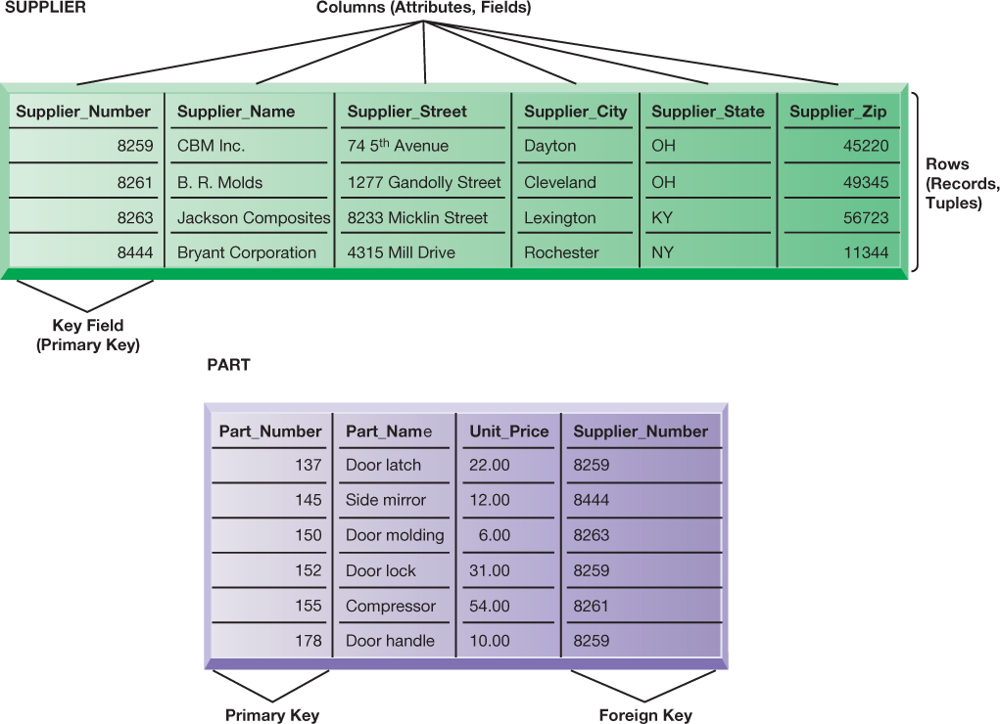 SUPPLIER
Columns (Attributes, Fields)
Supplier_Number Supplier_Name Supplier_Street Supplier_City Supplier_State Supplier_Zip
8259 CBM Inc. 74 5th Avenue Dayton OH 45220
8261 B. R. Molds 1277 Gandolly Street Cleveland OH 49345
8263 Jackson Composites 8233 Micklin Street Lexington KY 56723
8444 Bryant Corporation 4315 Mill Drive Rochester NY 11344
Rows
(Records,
Tuples)
Key Field
(Primary Key)
PART
Part_Number Part_Name Unit_Price Supplier_Number
137 Door latch 22.00 8259
145 Side mirror 12.00 8444
150 Door molding 6.00 8263
152 Door lock 31.00 8259
155 Compressor 54.00 8261
178 Door handle 10.00 8259
Primary Key
Foreign Key